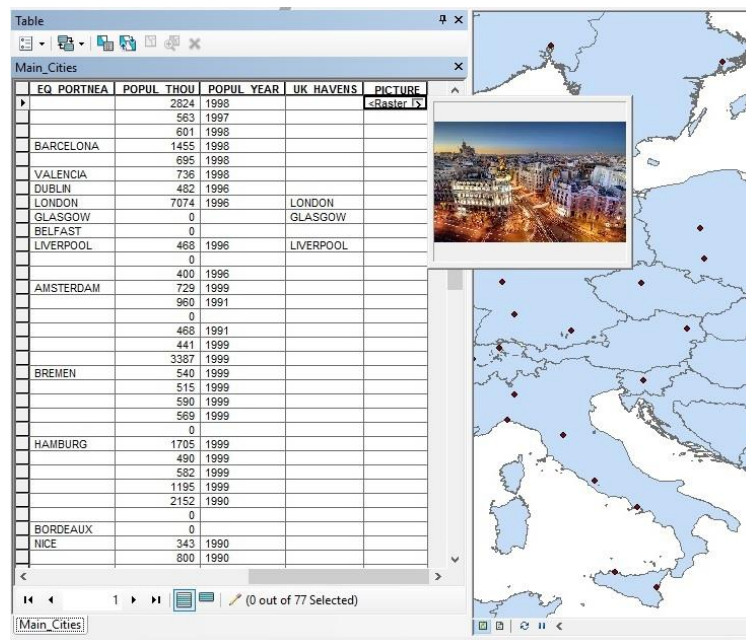 Table
Main_Cities
EQ_PORTNEA POPUL_THOU POPUL_YEAR UK_HAVENS PICTURE
2824 1998 <Raster
563 1997
601 1998
BARCELONA 1455 1998
695 1998
VALENCIA 736 1998
DUBLIN 482 1996
LONDON 7074 1996 LONDON
GLASGOW 0 GLASGOW
BELFAST 0
LIVERPOOL 468 1996 LIVERPOOL
0
400 1996
AMSTERDAM 729 1999
960 1991
0
468 1991
441 1999
3387 1999
BREMEN 540 1999
515 1999
590 1999
569 1999
0
HAMBURG 1705 1999
490 1999
582 1999
1195 1999
2152 1990
0
BORDEAUX 0
NICE 343 1990
800 1990
1 (0 out of 77 Selected)
Main_Cities